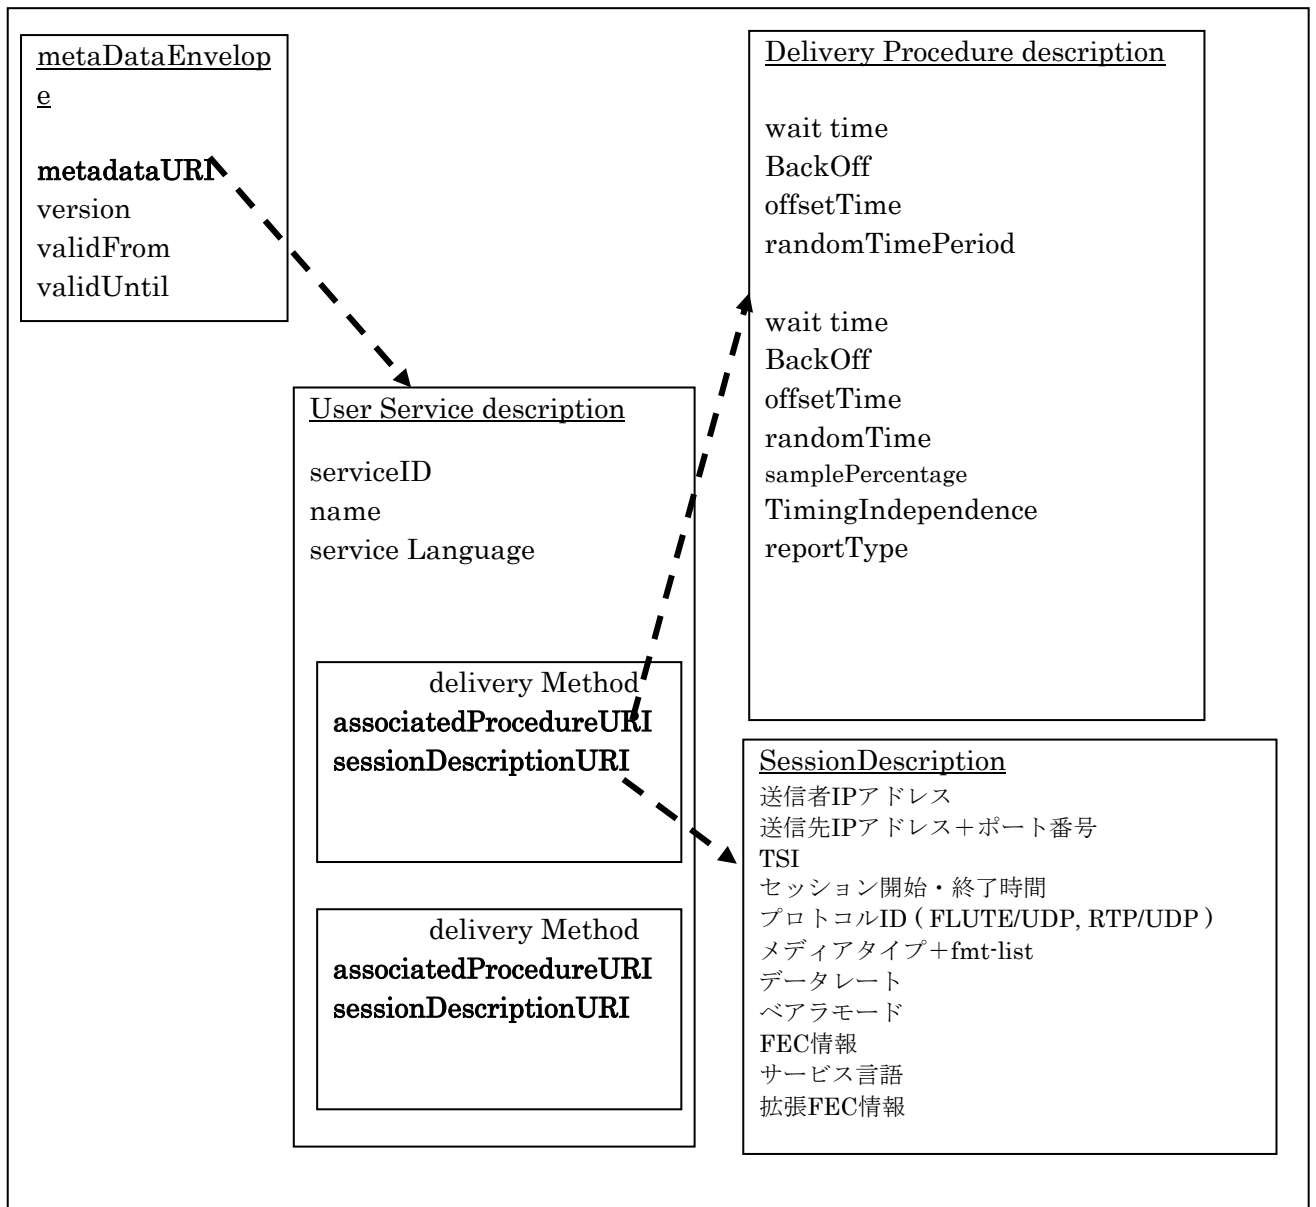 metaDataEnvelop
e
metadataURI
version
validFrom
validUntil
Delivery Procedure description
wait time
BackOff
offsetTime
randomTimePeriod
wait time
BackOff
offsetTime
randomTime
samplePercentage
TimingIndependence
reportType
User Service description
serviceID
name
service Language
delivery Method
associatedProcedureURI
sessionDescriptionURI
delivery Method
associatedProcedureURI
sessionDescriptionURI
SessionDescription
送信者IPアドレス
送信先IPアドレス＋ポート番号
TSI
セッション開始・終了時間
プロトコルID ( FLUTE/UDP, RTP/UDP )
メディアタイプ＋fmt-list
データレート
ベアラモード
FEC情報
サービス言語
拡張FEC情報